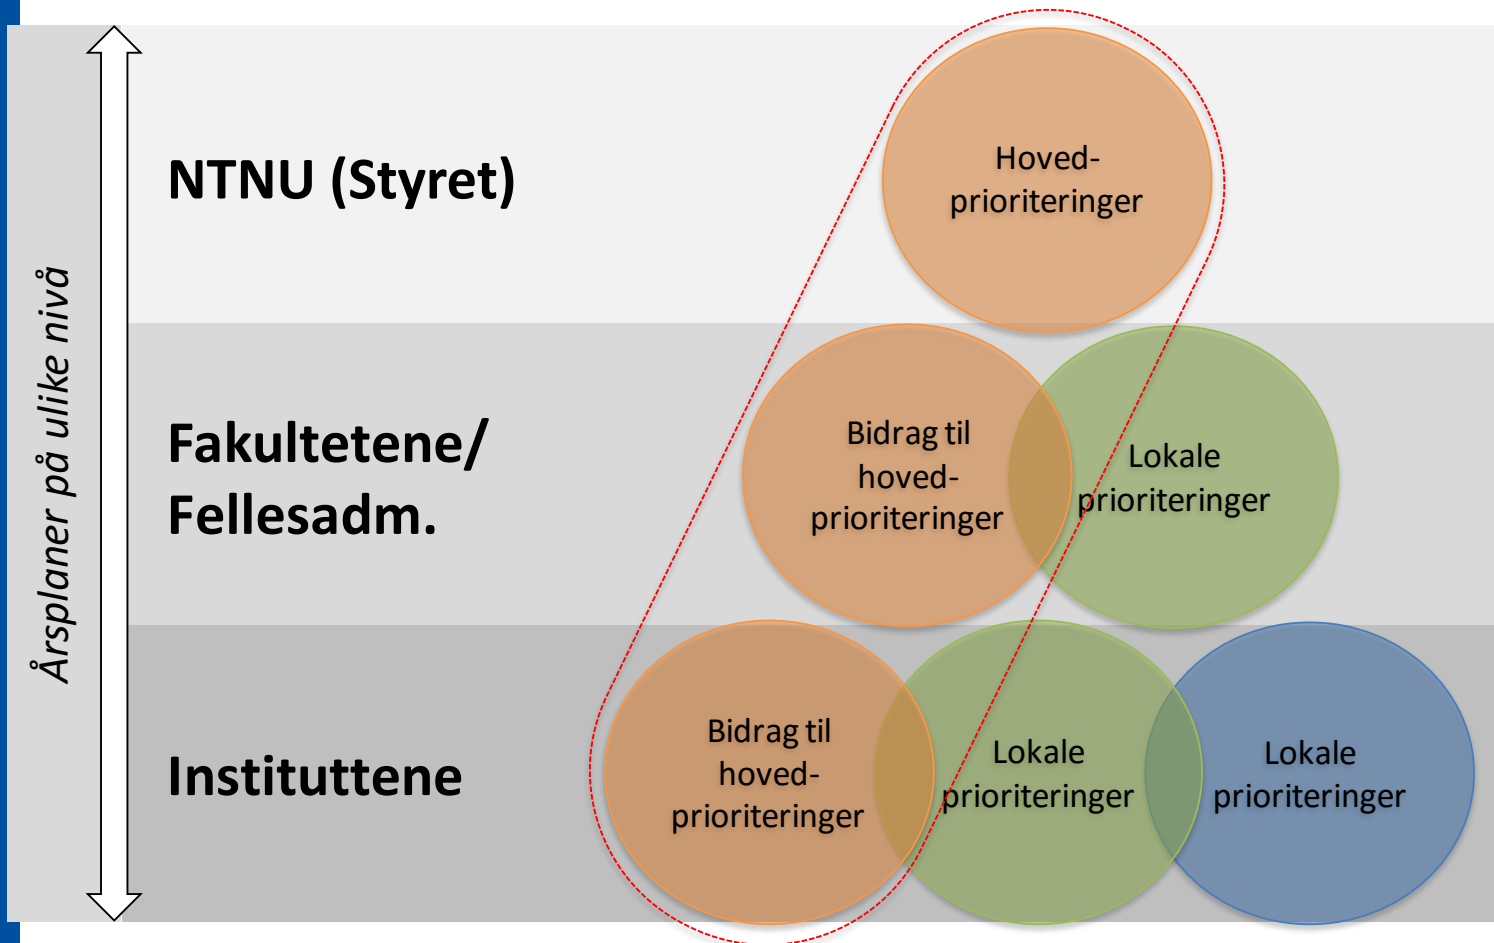 Årsplaner på ulike nivå
NTNU (Styret)
Hoved-
prioriteringer
Fakultetene/
Fellesadm.
Bidrag til
hoved-
prioriteringer
Lokale
prioriteringer
Instituttene
Bidrag til
hoved-
prioriteringer
Lokale
prioriteringer
Lokale
prioriteringer